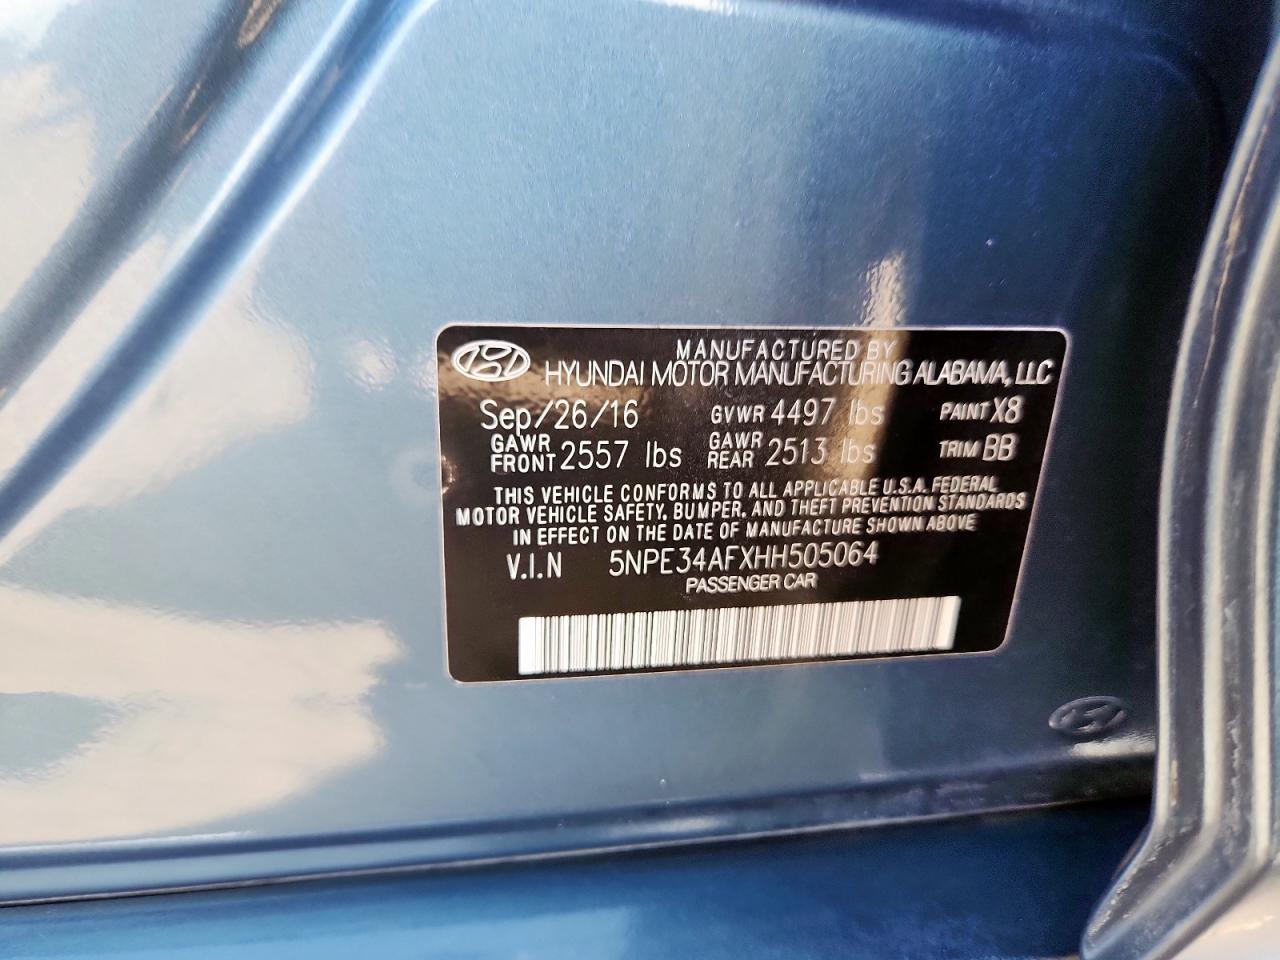 MANUFACTURED BY
HYUNDAI MOTOR MANUFACTURING ALABAMA, LLC
Sep/26/16 GVWR 4497 lbs PAINT X8
GAWR FRONT 2557 lbs GAWR REAR 2513 lbs TRIM BB
THIS VEHICLE CONFORMS TO ALL APPLICABLE U.S.A. FEDERAL
MOTOR VEHICLE SAFETY, BUMPER, AND THEFT PREVENTION STANDARDS
IN EFFECT ON THE DATE OF MANUFACTURE SHOWN ABOVE
V.I.N 5NPE34AFXHH505064
PASSENGER CAR